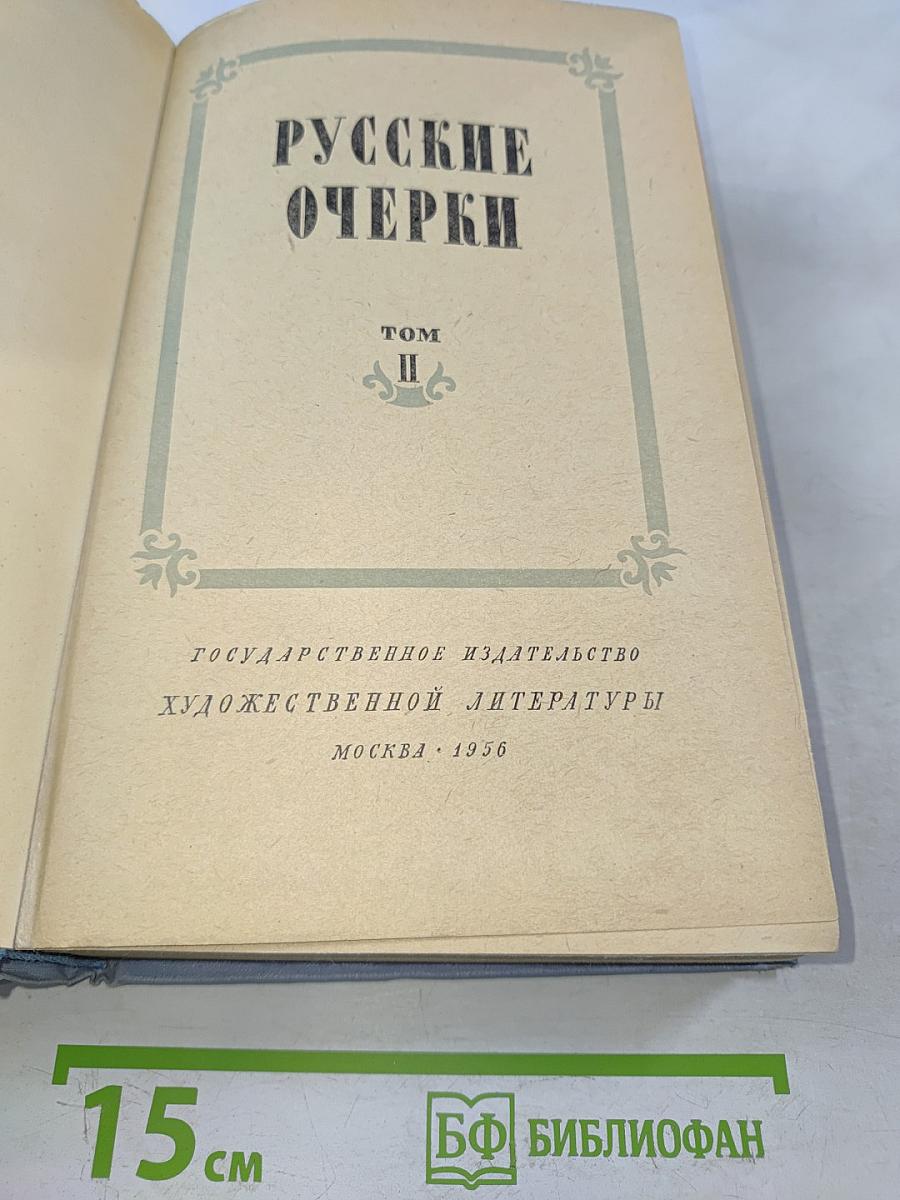 РУССКИЕ
ОЧЕРКИ
ТОМ
II
ГОСУДАРСТВЕННОЕ ИЗДАТЕЛЬСТВО
ХУДОЖЕСТВЕННОЙ ЛИТЕРАТУРЫ
МОСКВА · 1956
15 см
БФ БИБЛИОФАН